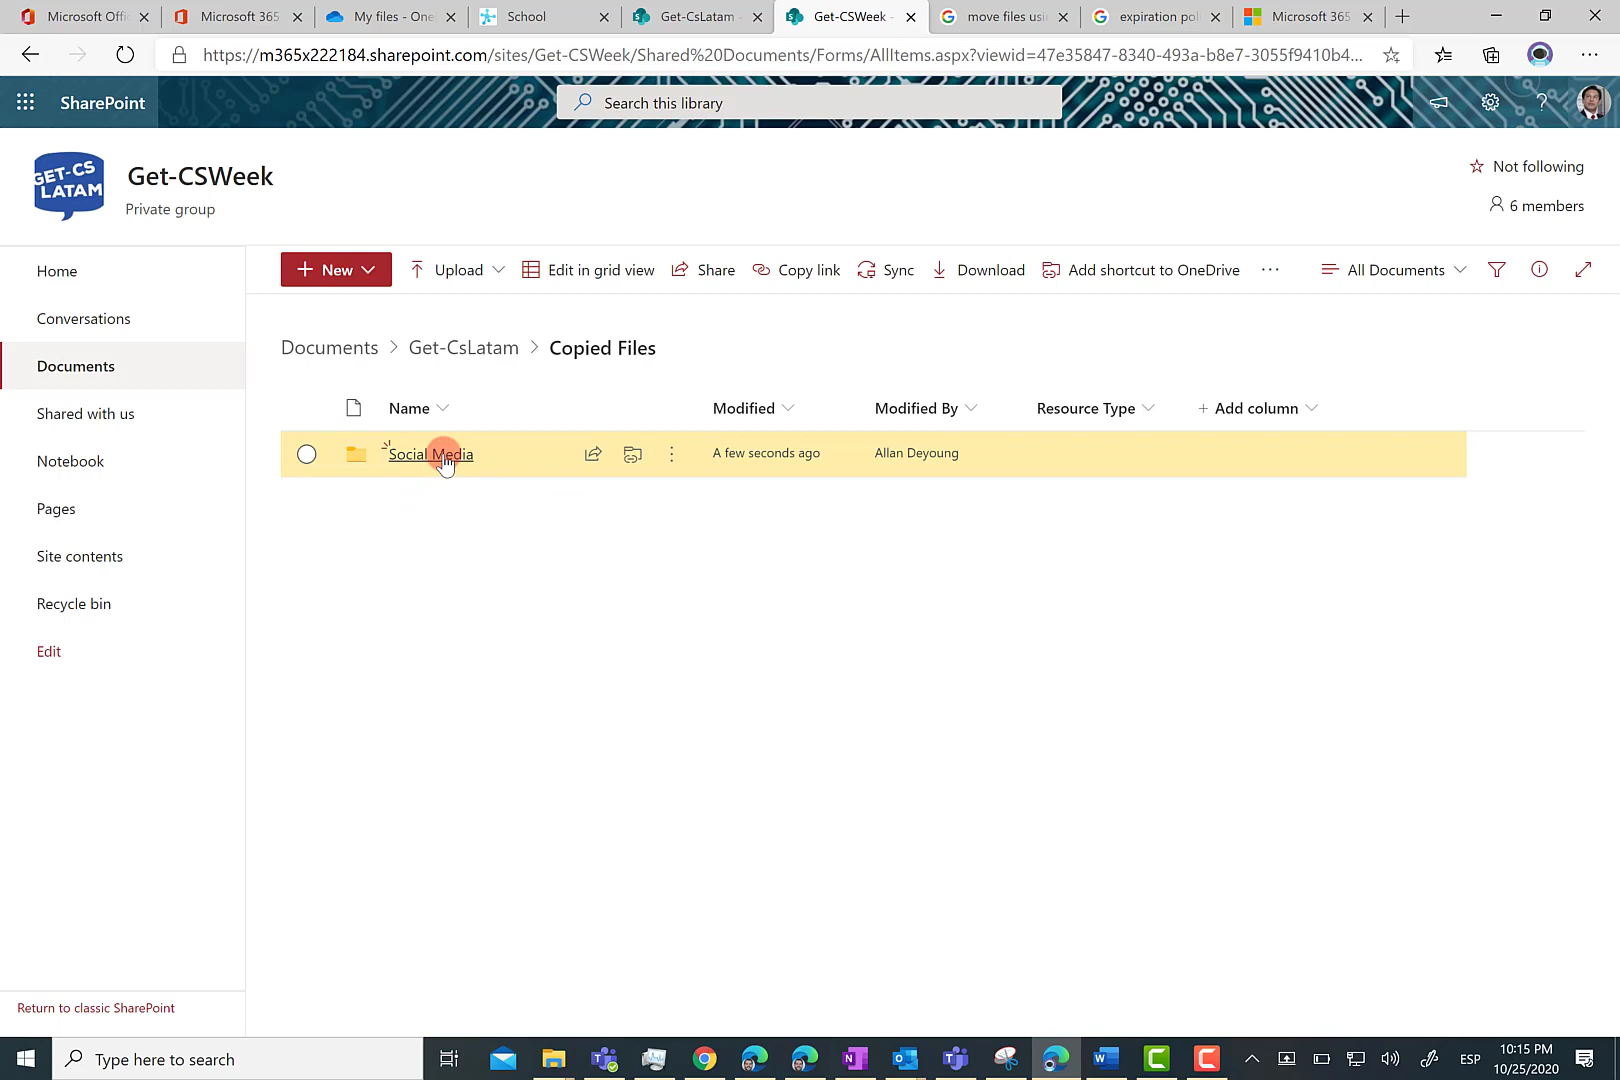 Microsoft Offi
Microsoft 365
My files - One
School
Get-CsLatam -
Get-CSWeek -
move files usi
expiration pol
Microsoft 365
https://m365x222184.sharepoint.com/sites/Get-CSWeek/Shared%20Documents/Forms/AllItems.aspx?viewid=47e35847-8340-493a-b8e7-3055f9410b4...
SharePoint
Search this library
GET-CS
LATAM
Get-CSWeek
Private group
Not following
6 members
Home
Conversations
Documents
Shared with us
Notebook
Pages
Site contents
Recycle bin
Edit
New
Upload
Edit in grid view
Share
Copy link
Sync
Download
Add shortcut to OneDrive
All Documents
Documents > Get-CsLatam > Copied Files
Name
Modified
Modified By
Resource Type
+ Add column
Social Media
A few seconds ago
Allan Deyoung
Return to classic SharePoint
Type here to search
ESP
10:15 PM
10/25/2020